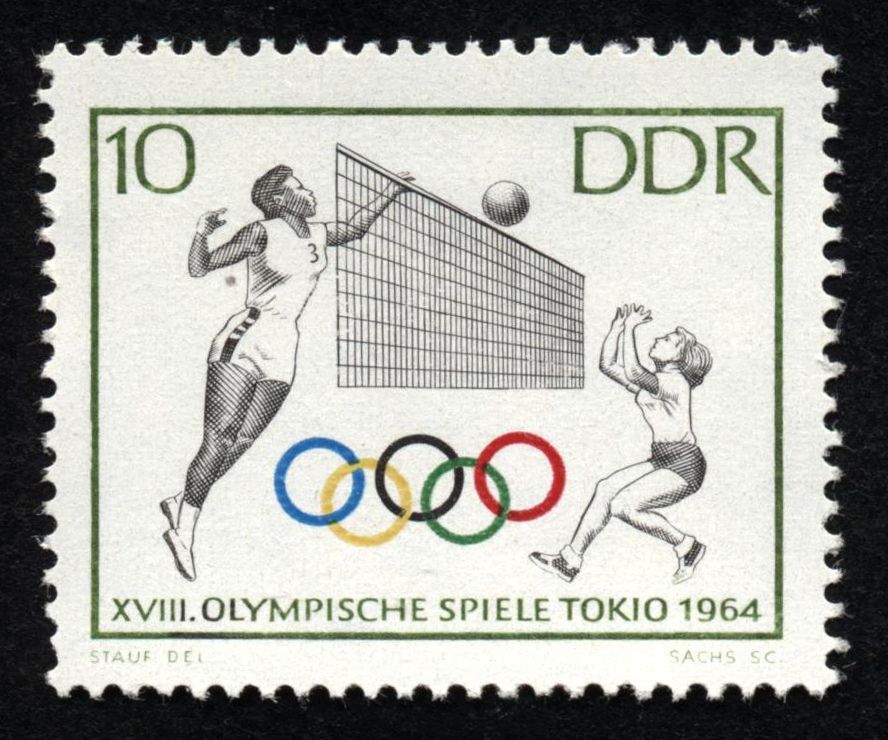 10 DDR
3
XVIII. OLYMPISCHE SPIELE TOKIO 1964
STAUF DEL. SACHS SC.